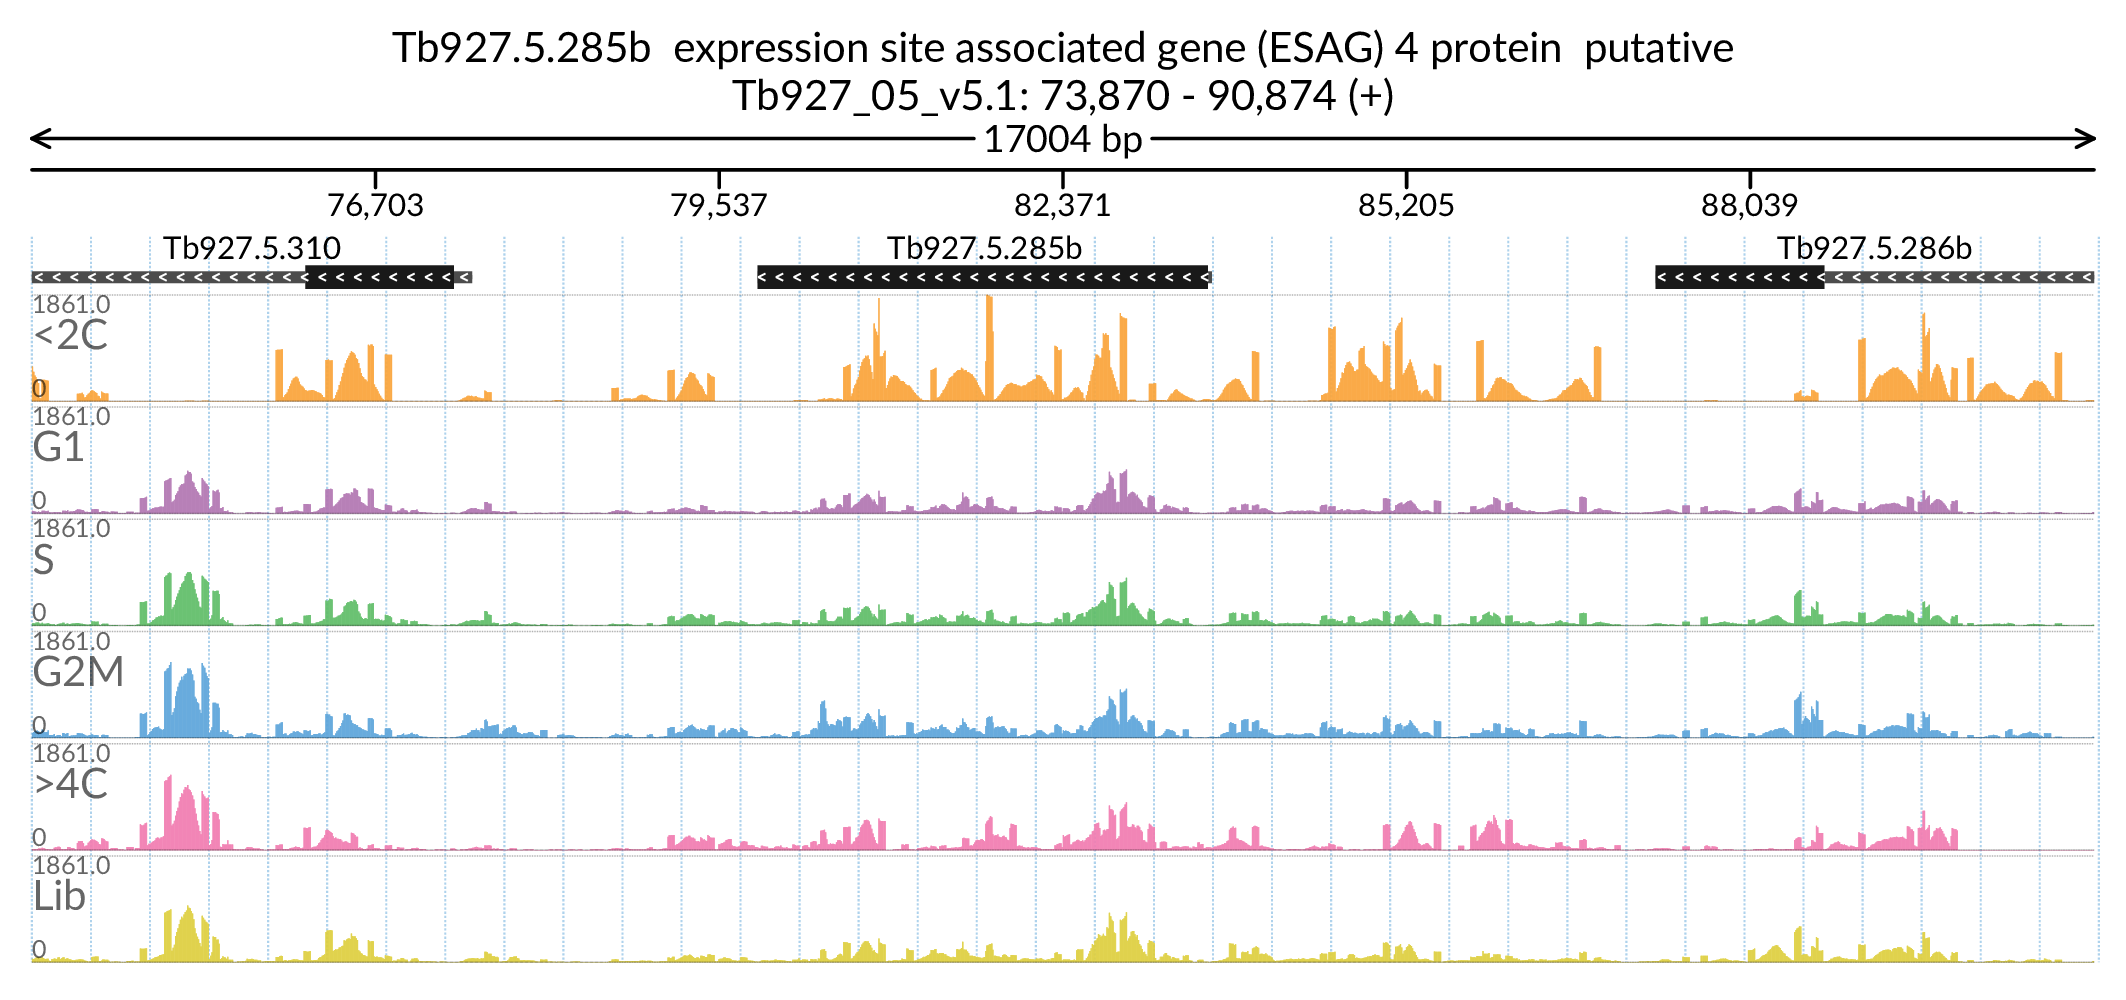 Tb927.5.285b  expression site associated gene (ESAG) 4 protein  putative
Tb927_05_v5.1: 73,870 - 90,874 (+)
17004 bp
76,703 79,537 82,371 85,205 88,039
Tb927.5.310 Tb927.5.285b Tb927.5.286b
1861.0
<2C
0
1861.0
G1
0
1861.0
S
0
1861.0
G2M
0
1861.0
>4C
0
1861.0
Lib
0